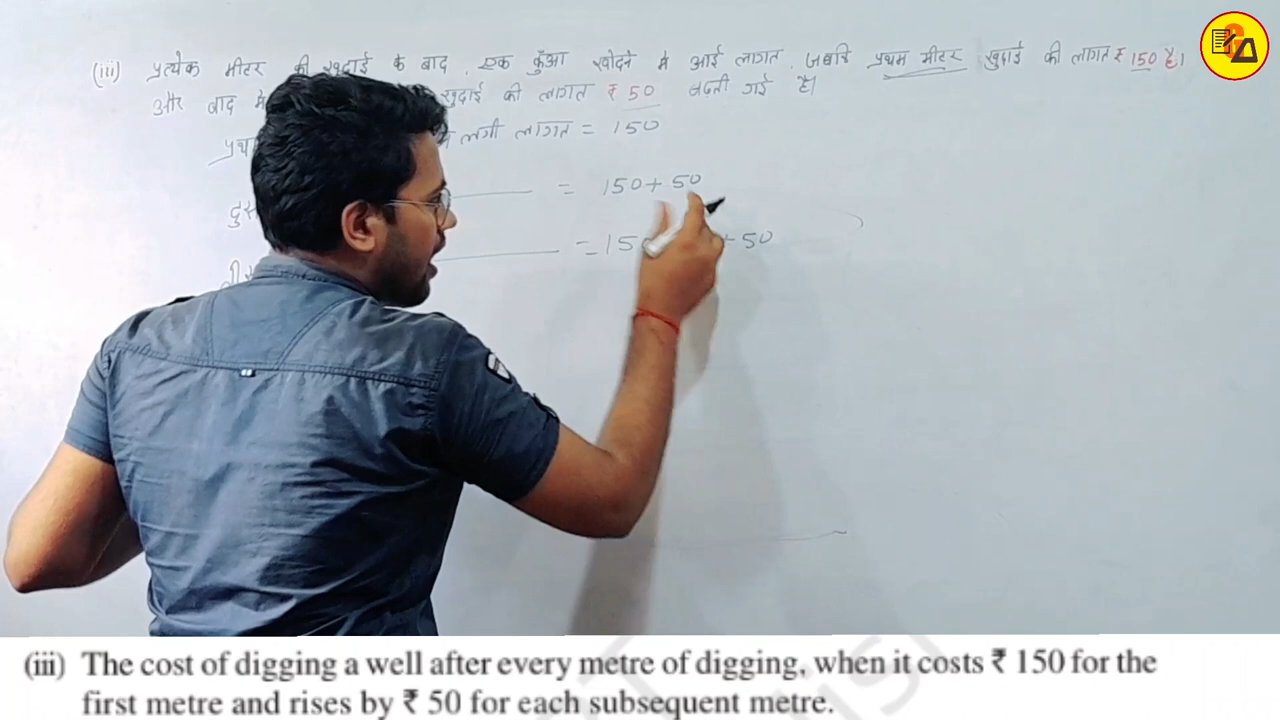 (iii) प्रत्येक मीटर की खुदाई के बाद, एक कुँआ खोदने मे आई लागत, जबकि प्रथम मीटर खुदाई की लागत ₹ 150 है।
और बाद मे खुदाई की लागत ₹ 50 बढती गई है।
लगी लागत = 150
= 150 + 50
+ 50
(iii) The cost of digging a well after every metre of digging, when it costs ₹ 150 for the
first metre and rises by ₹ 50 for each subsequent metre.